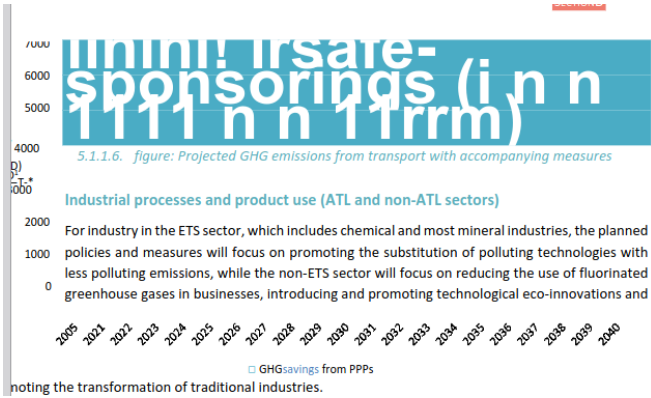 7000
6000
5000
4000
3000
2000
1000
0
sponsorings (i n n
1111 n n 11rrm)
5.1.1.6. figure: Projected GHG emissions from transport with accompanying measures
Industrial processes and product use (ATL and non-ATL sectors)
For industry in the ETS sector, which includes chemical and most mineral industries, the planned
policies and measures will focus on promoting the substitution of polluting technologies with
less polluting emissions, while the non-ETS sector will focus on reducing the use of fluorinated
greenhouse gases in businesses, introducing and promoting technological eco-innovations and
2005 2021 2022 2023 2024 2025 2026 2027 2028 2029 2030 2031 2032 2033 2034 2035 2036 2037 2038 2039 2040
GHGsavings from PPPs
noting the transformation of traditional industries.